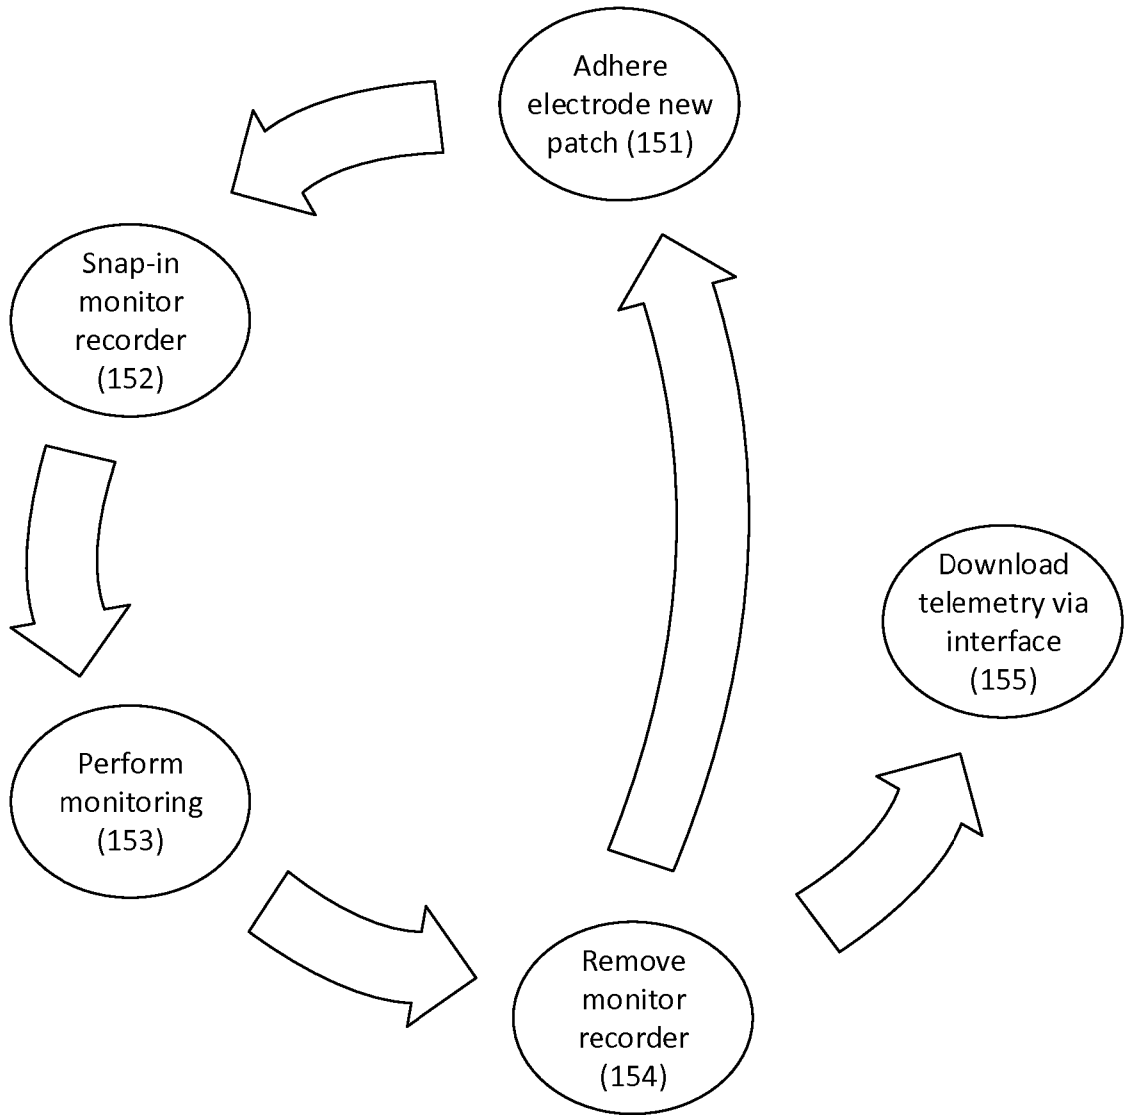 Adhere
electrode new
patch (151)
Snap-in
monitor
recorder
(152)
Perform
monitoring
(153)
Remove
monitor
recorder
(154)
Download
telemetry via
interface
(155)